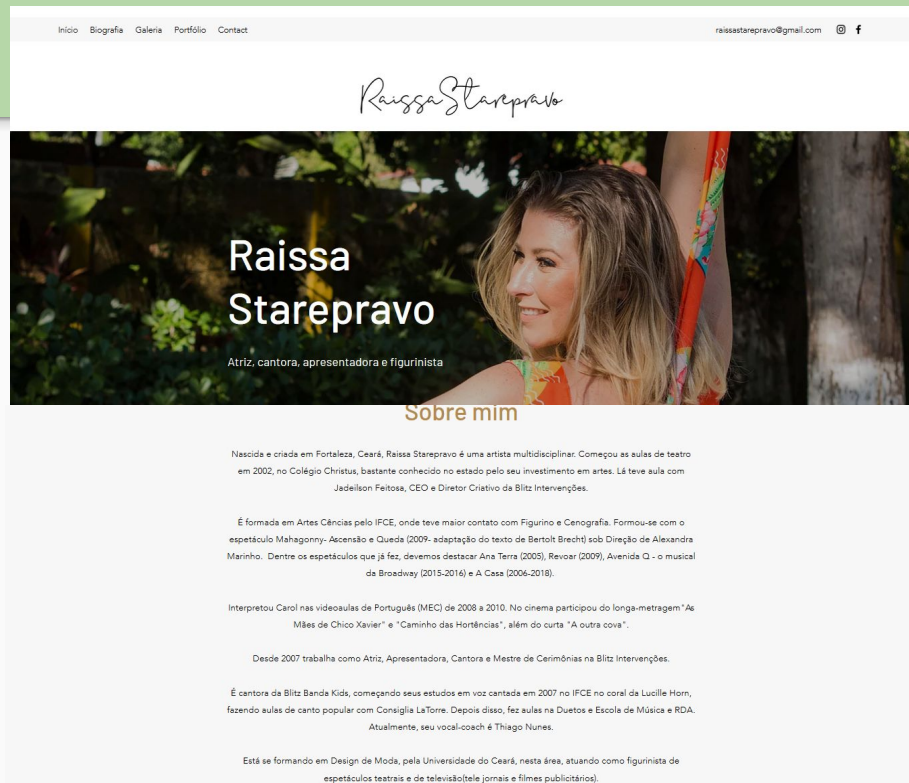 Início Biografia Galeria Portfólio Contact
raissastarepravo@gmail.com
RaissaStarepravo
Raissa
Starepravo
Atriz, cantora, apresentadora e figurinista
Sobre mim
Nascida e criada em Fortaleza, Ceará, Raissa Starepravo é uma artista multidisciplinar. Começou as aulas de teatro
em 2002, no Colégio Christus, bastante conhecido no estado pelo seu investimento em artes. Lá teve aula com
Jadeilson Feitosa, CEO e Diretor Criativo da Blitz Intervenções.
É formada em Artes Cências pelo IFCE, onde teve maior contato com Figurino e Cenografia. Formou-se com o
espetáculo Mahagonny- Ascensão e Queda (2009- adaptação do texto de Bertolt Brecht) sob Direção de Alexandra
Marinho. Dentre os espetáculos que já fez, devemos destacar Ana Terra (2005), Revoar (2009), Avenida Q - o musical
da Broadway (2015-2016) e A Casa (2006-2018).
Interpretou Carol nas videoaulas de Português (MEC) de 2008 a 2010. No cinema participou do longa-metragem"As
Mães de Chico Xavier" e "Caminho das Hortências", além do curta "A outra cova".
Desde 2007 trabalha como Atriz, Apresentadora, Cantora e Mestre de Cerimônias na Blitz Intervenções.
É cantora da Blitz Banda Kids, começando seus estudos em voz cantada em 2007 no IFCE no coral da Lucille Horn,
fazendo aulas de canto popular com Consiglia LaTorre. Depois disso, fez aulas na Duetos e Escola de Música e RDA.
Atualmente, seu vocal-coach é Thiago Nunes.
Está se formando em Design de Moda, pela Universidade do Ceará, nesta área, atuando como figurinista de
espetáculos teatrais e de televisão(tele jornais e filmes publicitários).